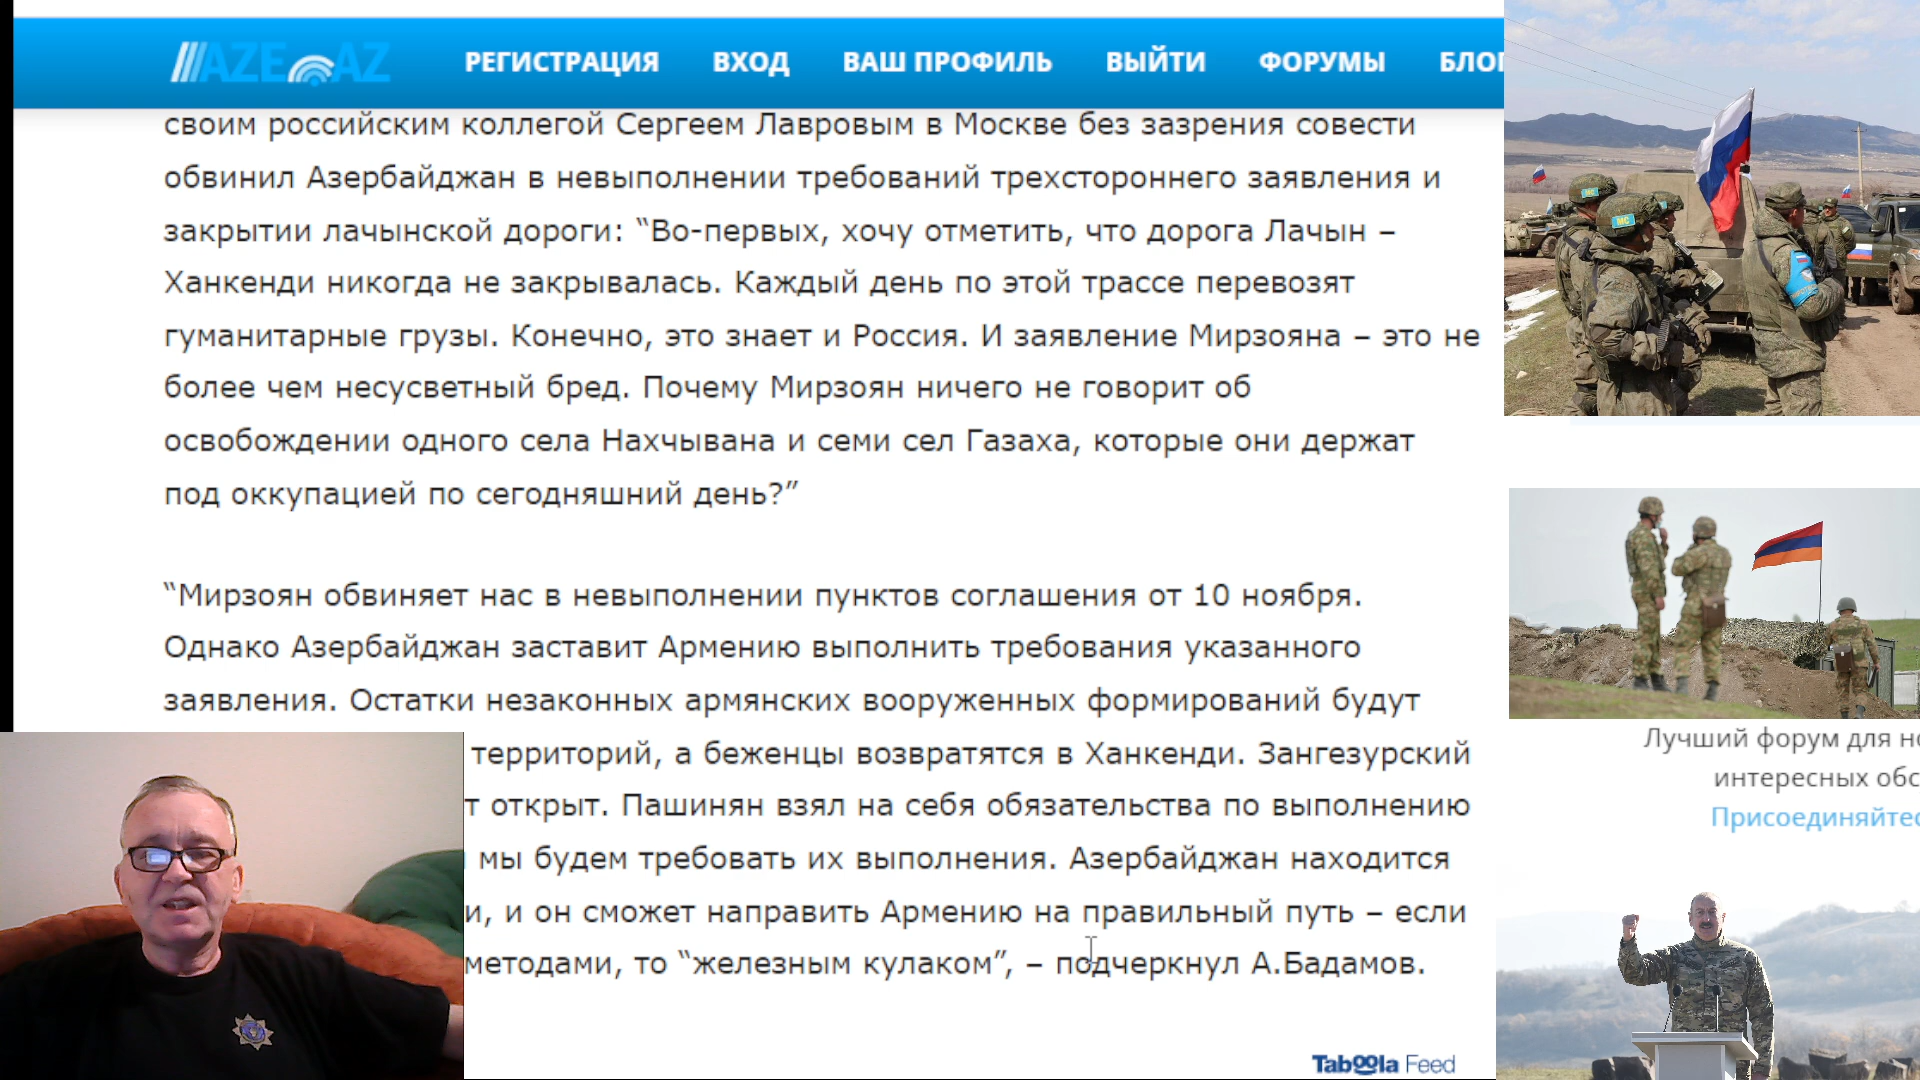 AZE AZ
РЕГИСТРАЦИЯ ВХОД ВАШ ПРОФИЛЬ ВЫЙТИ ФОРУМЫ
своим российским коллегой Сергеем Лавровым в Москве без зазрения совести
обвинил Азербайджан в невыполнении требований трехстороннего заявления и
закрытии лачынской дороги: “Во-первых, хочу отметить, что дорога Лачын –
Ханкенди никогда не закрывалась. Каждый день по этой трассе перевозят
гуманитарные грузы. Конечно, это знает и Россия. И заявление Мирзояна – это не
более чем несусветный бред. Почему Мирзоян ничего не говорит об
освобождении одного села Нахчывана и семи сел Газаха, которые они держат
под оккупацией по сегодняшний день?”
“Мирзоян обвиняет нас в невыполнении пунктов соглашения от 10 ноября.
Однако Азербайджан заставит Армению выполнить требования указанного
заявления. Остатки незаконных армянских вооруженных формирований будут
территорий, а беженцы возвратятся в Ханкенди. Зангезурский
т открыт. Пашинян взял на себя обязательства по выполнению
мы будем требовать их выполнения. Азербайджан находится
и, и он сможет направить Армению на правильный путь – если
методами, то “железным кулаком”, – подчеркнул А.Бадамов.
Taboola Feed
МС
МС
Лучший форум для
интересных обс
Присоединяйтес